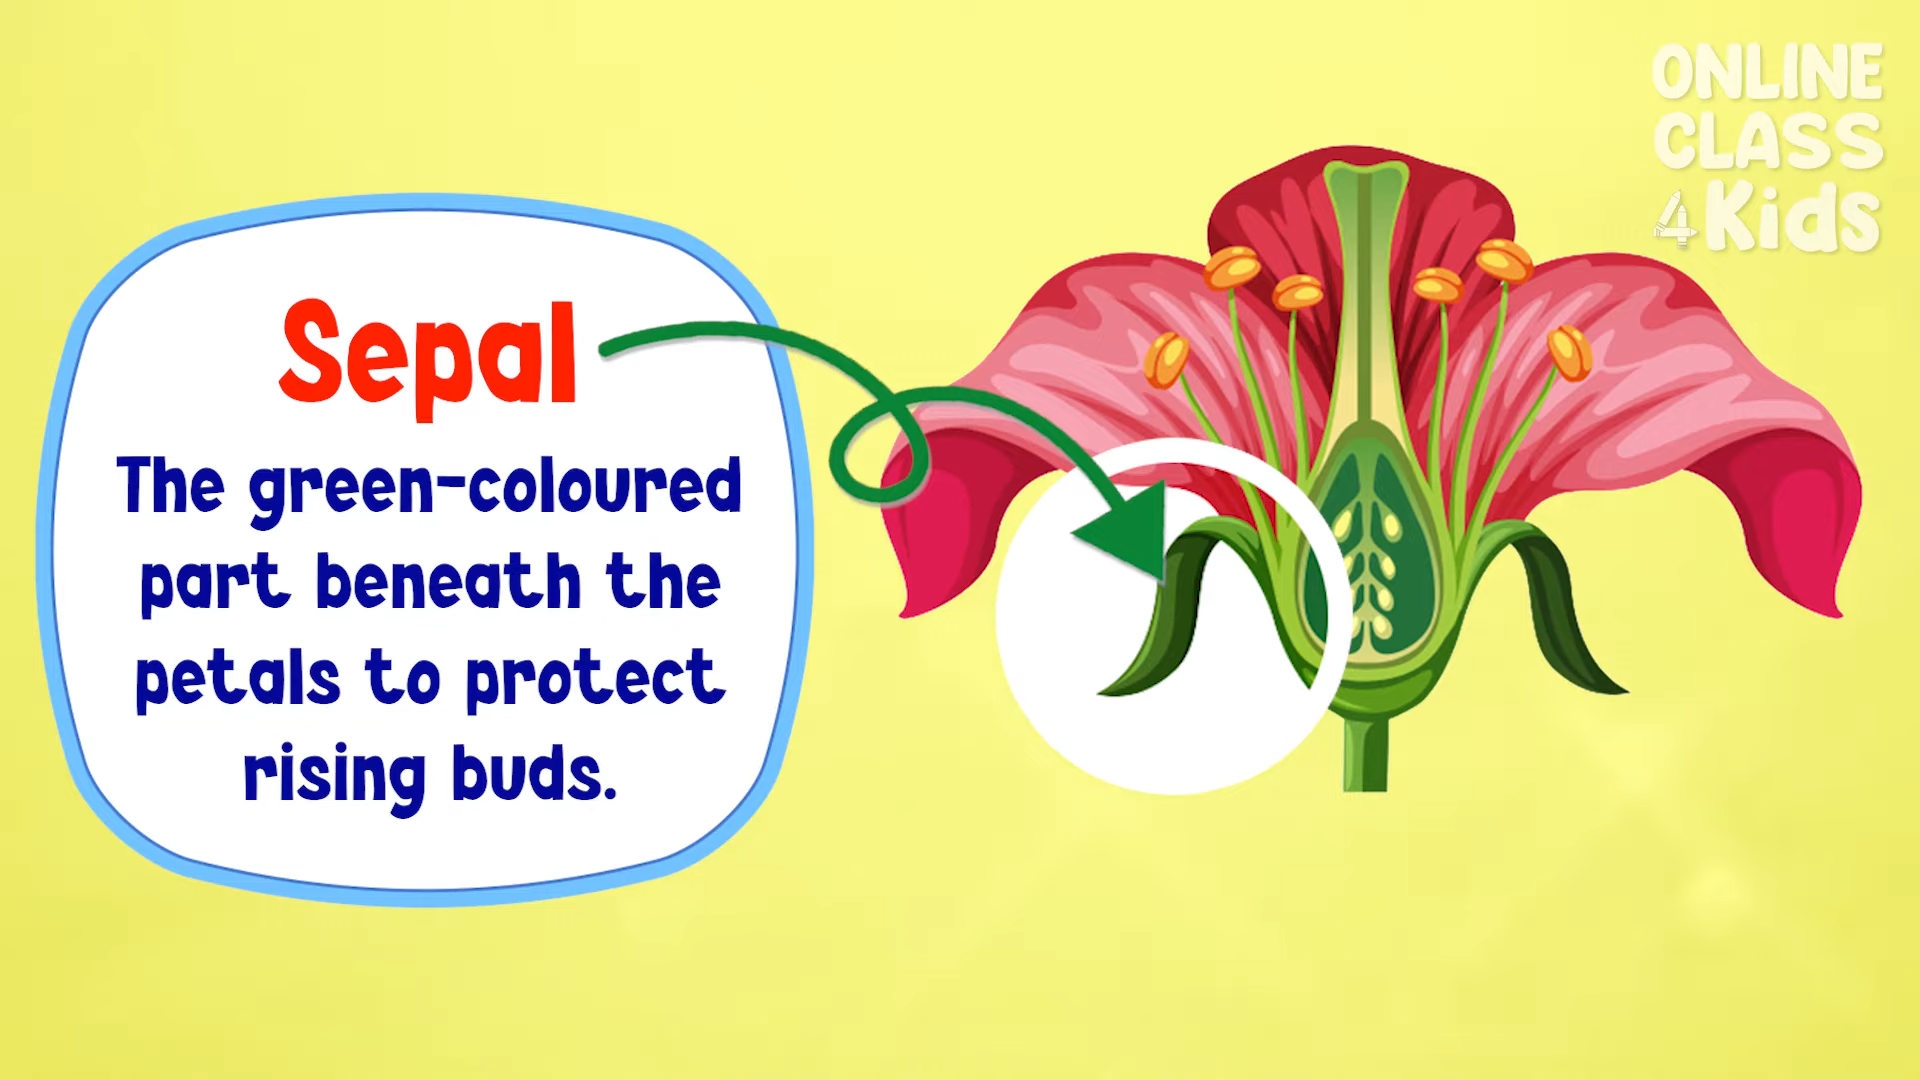 Sepal
The green-coloured
part beneath the
petals to protect
rising buds.
ONLINE
CLASS
4Kids